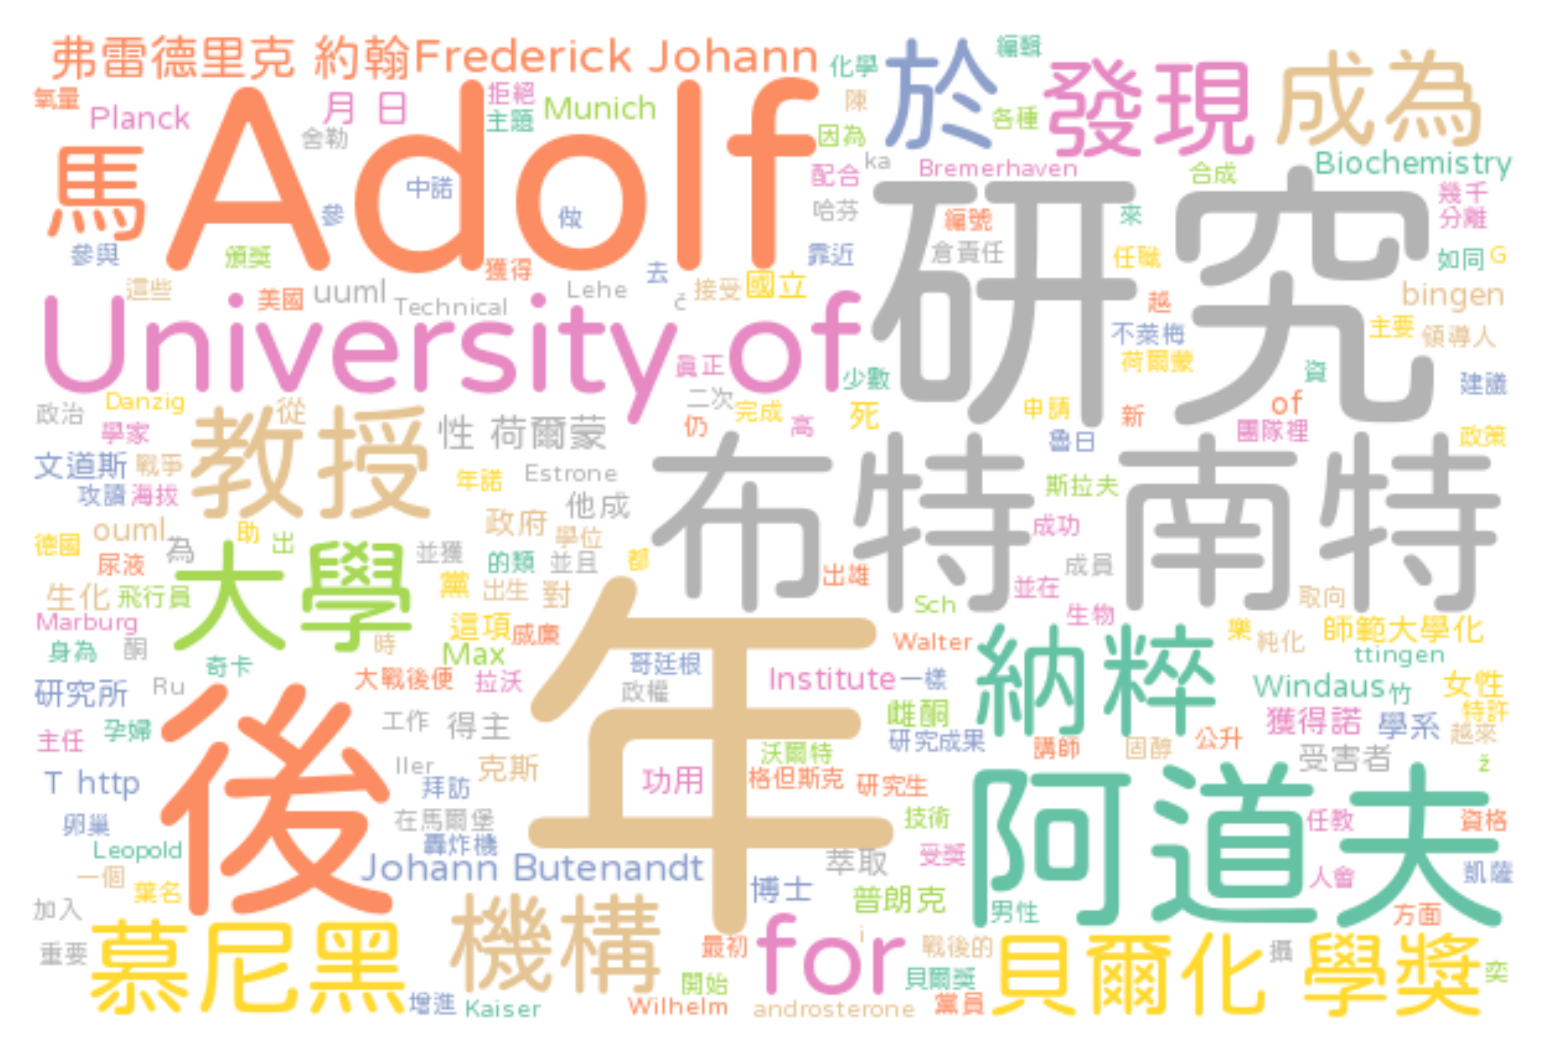 弗雷德里克 約翰Frederick Johann
化學
於
編輯
發現
成為
氧量
Planck
月 日
拒絕
主題
Munich
陳
各種
因為
舍勒
馬
Adolf
中諾
參
做
配合
ka
Bremerhaven
合成
Biochemistry
哈芬
編號
來
幾千
分離
研究
參與
頒獎
獲得
去
靠近
倉責任
任職
如同
G
這些
美國
uuml
Technical
Lehe
č
接受
國立
越
bingen
University of
真正
少數
不萊梅
荷爾蒙
主要
領導人
資
建議
政治
Danzig
從
學家
教授
性 荷爾蒙
二次
完成
仍
高
死
申請
新
of
魯日
團隊裡
政策
文道斯
戰爭
攻讀
海拔
年諾
Estrone
他成
布特南特
斯拉夫
成功
ouml
為
助
出
政府
學位
德國
尿液
大學
並獲
的類
並且
都
成員
出雄
並在
生化
飛行員
黨
出生
對
Sch
生物
取向
Marburg
這項
威廉
Walter
納粹
樂
純化
師範大學化
身為
酮
時
Max
哥廷根
ttingen
奇卡
大戰後便
拉沃
政權
Institute
一樣
Windaus
竹
女性
研究所
Ru
後
年
雌酮
獲得諾
學系
特許
孕婦
主任
工作
得主
研究成果
講師
固醇
公升
越來
受害者
沃爾特
ž
T http
ller
克斯
拜訪
功用
格但斯克
研究生
阿道夫
卵巢
在馬爾堡
轟炸機
技術
任教
資格
Leopold
Johann Butenandt
萃取
受獎
一個
葉名
博士
普朗克
人會
凱薩
加入
男性
方面
重要
慕尼黑
機構
最初
for
i
戰後的
貝爾化
攝
學獎
開始
貝爾獎
奕
增進
Kaiser
Wilhelm
androsterone
黨員